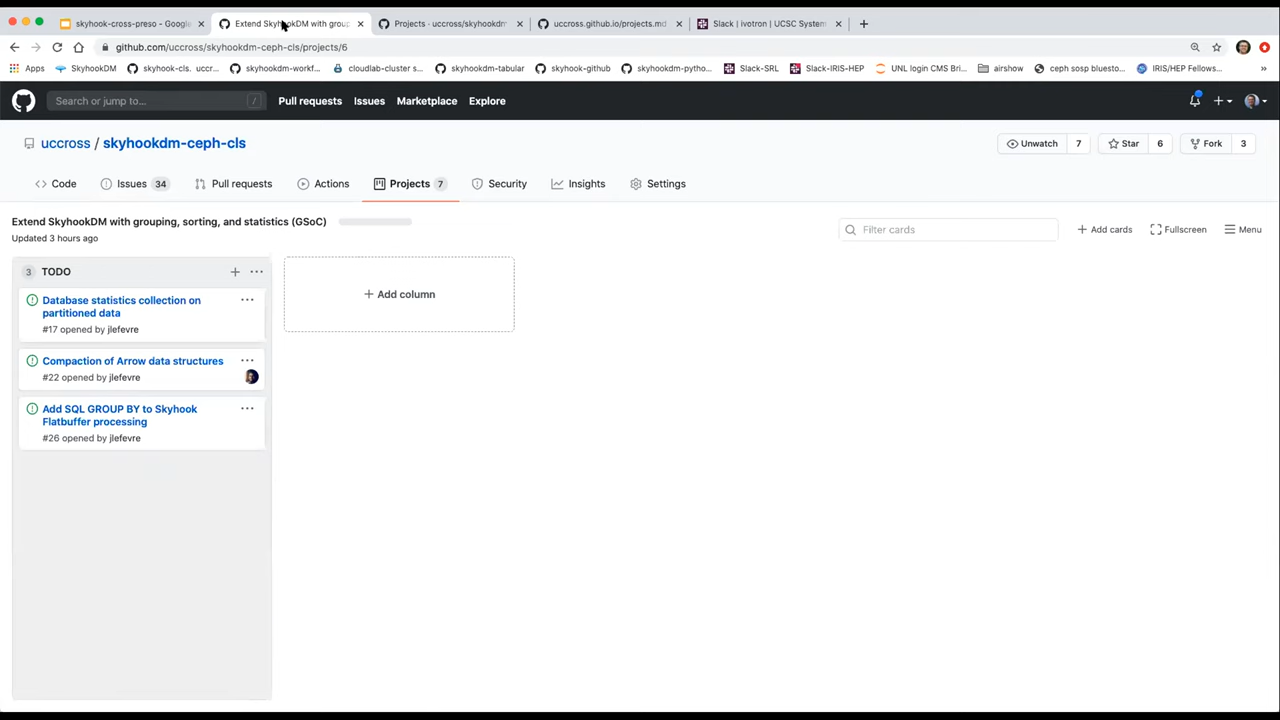 skyhook-cross-preso - Google
Extend SkyhookDM with group
Projects · uccross/skyhookdm
uccross.github.io/projects.md
Slack | ivotron | UCSC System
github.com/uccross/skyhookdm-ceph-cls/projects/6
Apps
SkyhookDM
skyhook-cls. uccr...
skyhookdm-workf...
cloudlab-cluster s...
skyhookdm-tabular
skyhook-github
skyhookdm-pytho...
Slack-SRL
Slack-IRIS-HEP
UNL login CMS Bri...
airshow
ceph sosp bluesto...
IRIS/HEP Fellows...
»
Search or jump to...
/
Pull requests
Issues
Marketplace
Explore
uccross / skyhookdm-ceph-cls
Unwatch 7
Star 6
Fork 3
Code
Issues 34
Pull requests
Actions
Projects 7
Security
Insights
Settings
Extend SkyhookDM with grouping, sorting, and statistics (GSoC)
Updated 3 hours ago
Filter cards
+ Add cards
Fullscreen
Menu
3 TODO
Database statistics collection on
partitioned data
#17 opened by jlefevre
Compaction of Arrow data structures
#22 opened by jlefevre
Add SQL GROUP BY to Skyhook
Flatbuffer processing
#26 opened by jlefevre
+ Add column